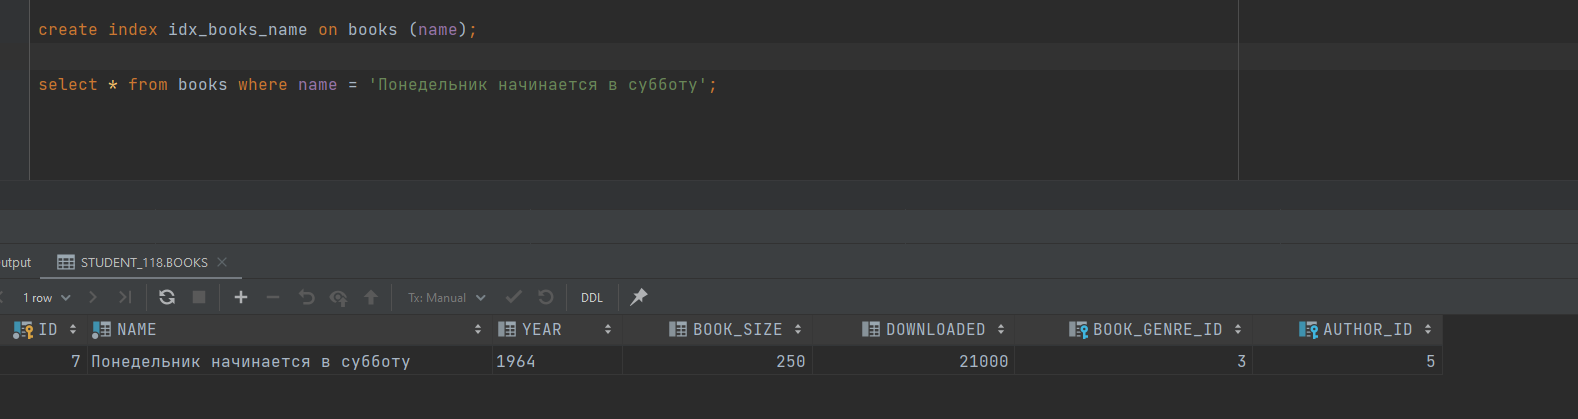 create index idx_books_name on books (name);
select * from books where name = 'Понедельник начинается в субботу';
utput STUDENT_118.BOOKS
1 row Tx: Manual DDL
ID NAME YEAR BOOK_SIZE DOWNLOADED BOOK_GENRE_ID AUTHOR_ID
7 Понедельник начинается в субботу 1964 250 21000 3 5